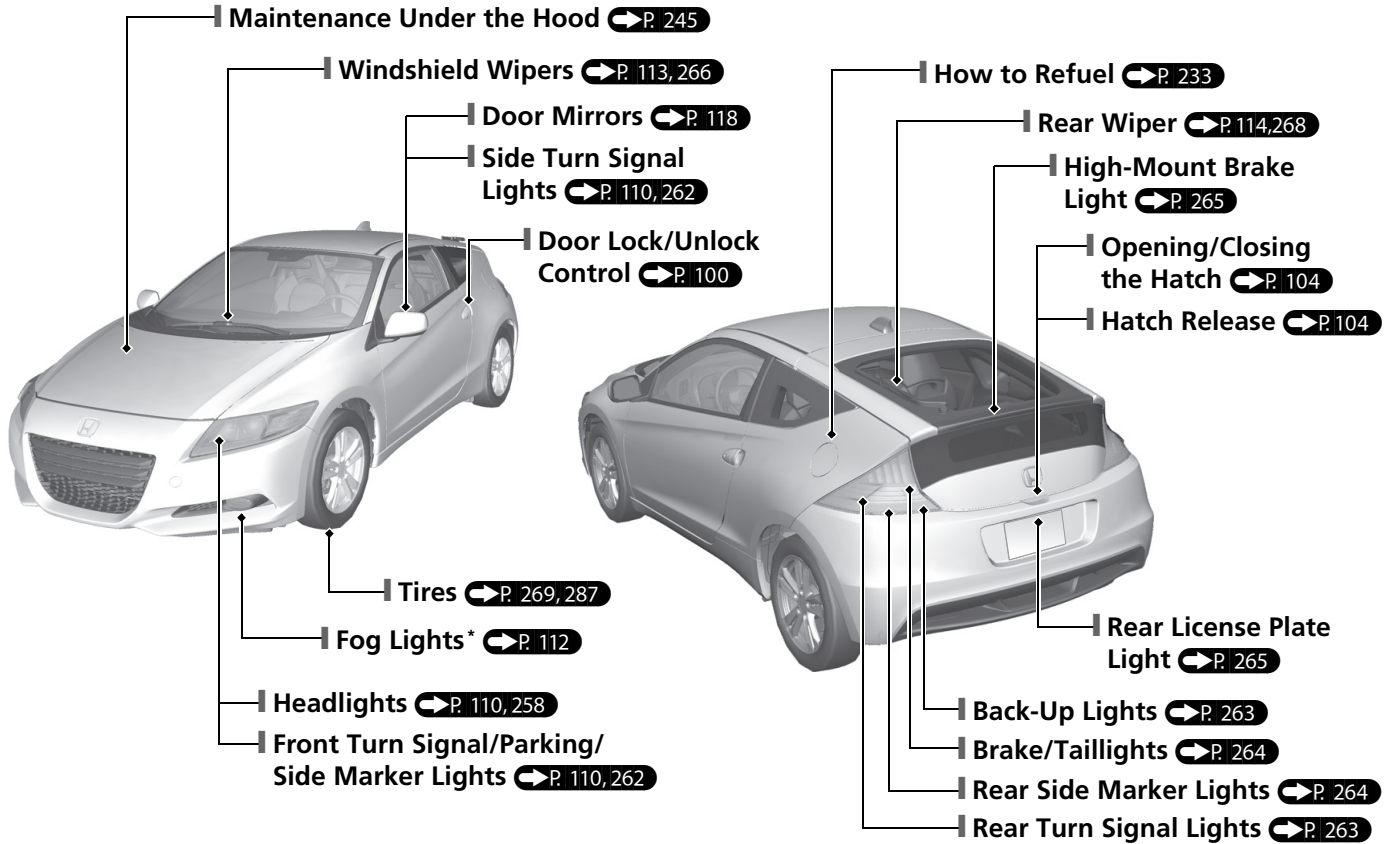 Maintenance Under the Hood P. 245
Windshield Wipers P. 113, 266
Door Mirrors P. 118
Side Turn Signal
Lights P. 110, 262
Door Lock/Unlock
Control P. 100
Tires P. 269, 287
Fog Lights* P. 112
Headlights P. 110, 258
Front Turn Signal/Parking/
Side Marker Lights P. 110, 262
How to Refuel P. 233
Rear Wiper P. 114,268
High-Mount Brake
Light P. 265
Opening/Closing
the Hatch P. 104
Hatch Release P. 104
Rear License Plate
Light P. 265
Back-Up Lights P. 263
Brake/Taillights P. 264
Rear Side Marker Lights P. 264
Rear Turn Signal Lights P. 263